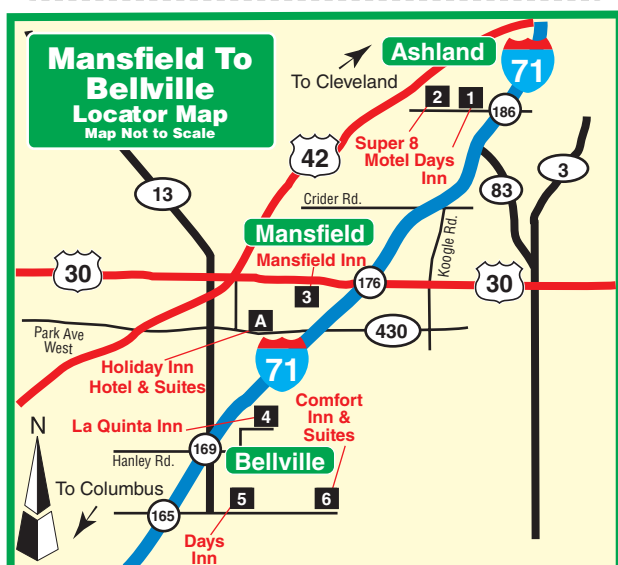 Mansfield To
Bellville
Locator Map
Map Not to Scale
To Cleveland
Ashland
71
2
1
186
Super 8
Motel Days
Inn
42
13
83
3
Crider Rd.
Koogle Rd.
Mansfield
Mansfield Inn
30
176
30
3
A
430
Park Ave
West
71
Holiday Inn
Hotel & Suites
Comfort
Inn &
Suites
La Quinta Inn
4
N
169
Hanley Rd.
Bellville
To Columbus
5
6
165
Days
Inn